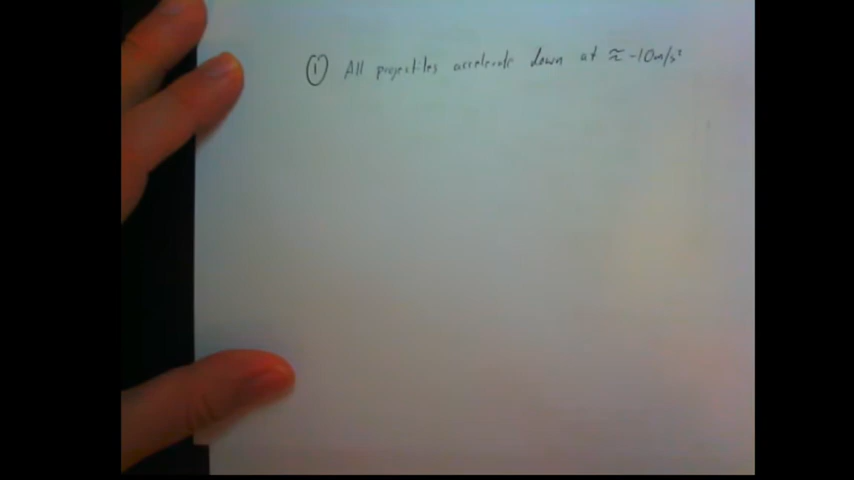 ① All projectiles accelerate down at ≈ -10m/s²